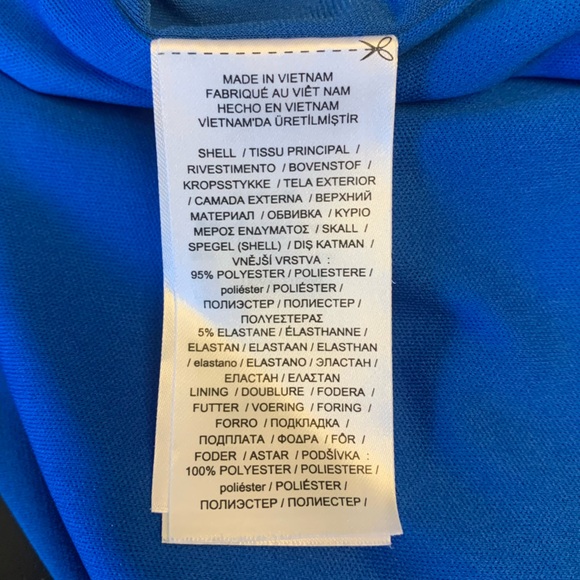 MADE IN VIETNAM
FABRIQUÉ AU VIÊT NAM
HECHO EN VIETNAM
VİETNAM'DA ÜRETİLMİŞTİR
SHELL / TISSU PRINCIPAL /
RIVESTIMENTO / BOVENSTOF /
KROPSSTYKKE / TELA EXTERIOR
/ CAMADA EXTERNA / ВЕРХНИЙ
МАТЕРИАЛ / ОБВИВКА / ΚΥΡΙΟ
ΜΕΡΟΣ ΕΝΔΥΜΑΤΟΣ / SKALL /
SPEGEL (SHELL) / DIŞ KATMAN /
VNĚJŠÍ VRSTVA :
95% POLYESTER / POLIESTERE /
poliéster / POLIÉSTER /
ПОЛИЭСТЕР / ПОЛИЕСТЕР /
ΠΟΛΥΕΣΤΕΡΑΣ
5% ELASTANE / ÉLASTHANNE /
ELASTAN / ELASTAAN / ELASTHAN
/ elastano / ELASTANO / ЭЛАСТАН /
ЕЛАСТАН / ΕΛΑΣΤΑΝ
LINING / DOUBLURE / FODERA /
FUTTER / VOERING / FORING /
FORRO / ПОДКЛАДКА /
ПОДПЛАТА / ΦΟΔΡΑ / FÔR /
FODER / ASTAR / PODŠÍVKA :
100% POLYESTER / POLIESTERE /
poliéster / POLIÉSTER /
ПОЛИЭСТЕР / ПОЛИЕСТЕР /